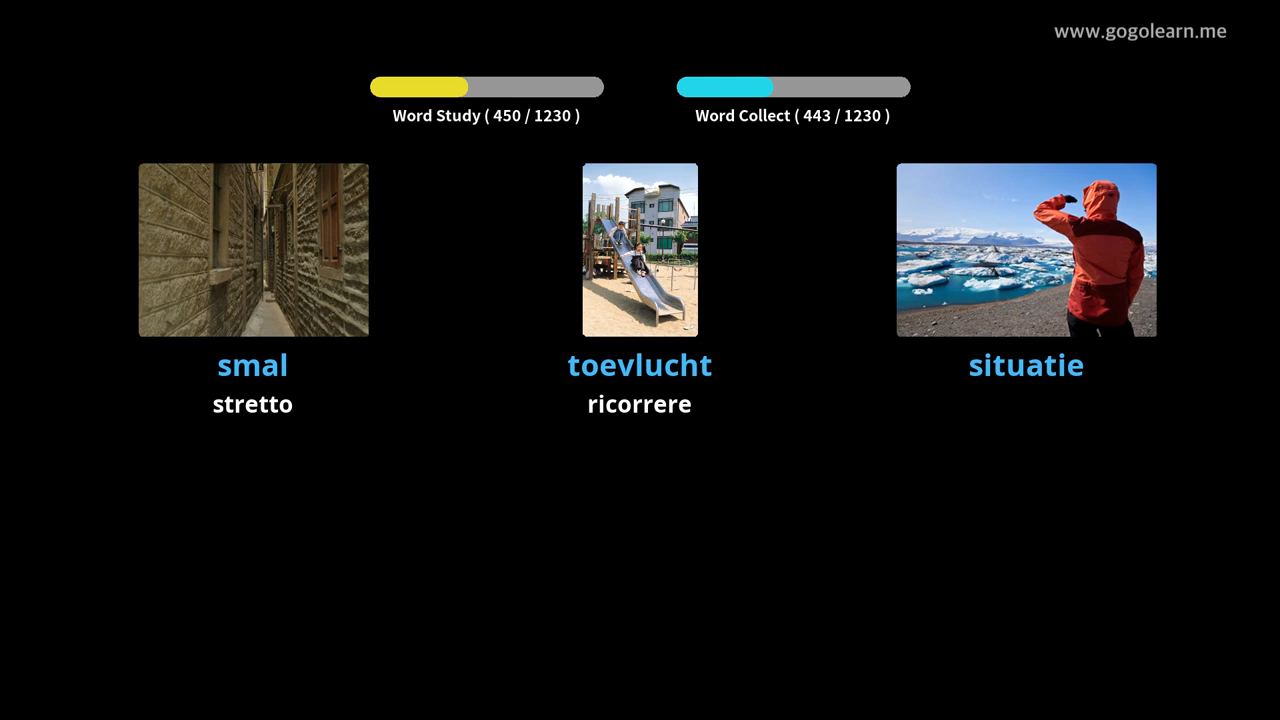 www.gogolearn.me
Word Study ( 450 / 1230 )
Word Collect ( 443 / 1230 )
smal
stretto
toevlucht
ricorrere
situatie